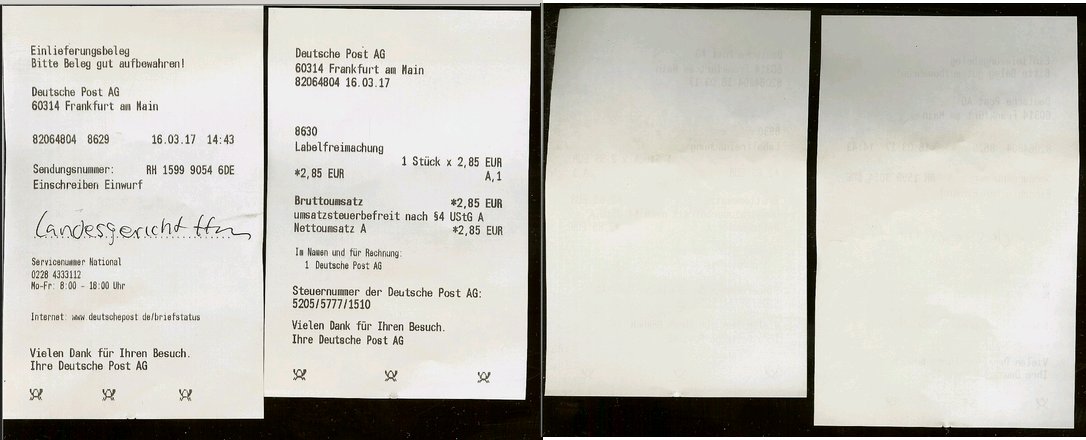 Einlieferungsbeleg
Bitte Beleg gut aufbewahren!
Deutsche Post AG
60314 Frankfurt am Main
82064804 8629 16.03.17 14:43
Sendungsnummer: RH 1599 9054 6DE
Einschreiben Einwurf
Landesgericht
Servicenummer National
0228 4333112
Mo-Fr: 8:00 - 18:00 Uhr
Internet: www.deutschepost.de/briefstatus
Vielen Dank für Ihren Besuch.
Ihre Deutsche Post AG
Deutsche Post AG
60314 Frankfurt am Main
82064804 16.03.17
8630
Labelfreimachung
1 Stück x 2,85 EUR
*2,85 EUR A,1
Bruttoumsatz *2,85 EUR
umsatzsteuerbefreit nach §4 UStG A
Nettoumsatz A *2,85 EUR
Im Namen und für Rechnung:
1 Deutsche Post AG
Steuernummer der Deutsche Post AG:
5205/5777/1510
Vielen Dank für Ihren Besuch.
Ihre Deutsche Post AG